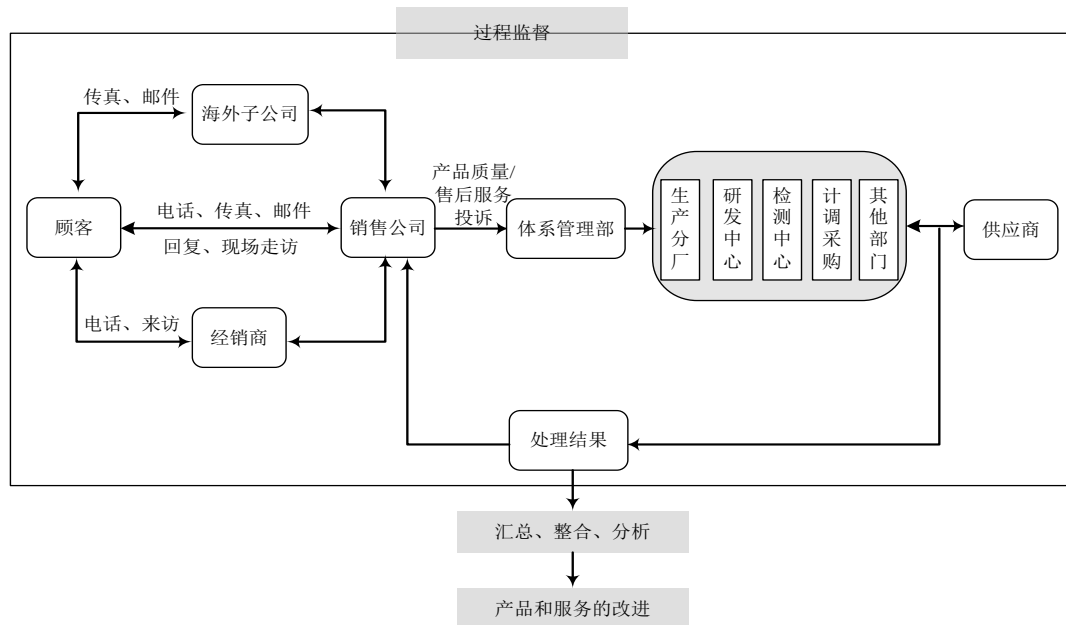 过程监督
传真、邮件
海外子公司
产品质量/
售后服务
投诉
顾客
电话、传真、邮件
回复、现场走访
销售公司
体系管理部
生产分厂
研发中心
检测中心
计调采购
其他部门
供应商
电话、来访
经销商
处理结果
汇总、整合、分析
产品和服务的改进